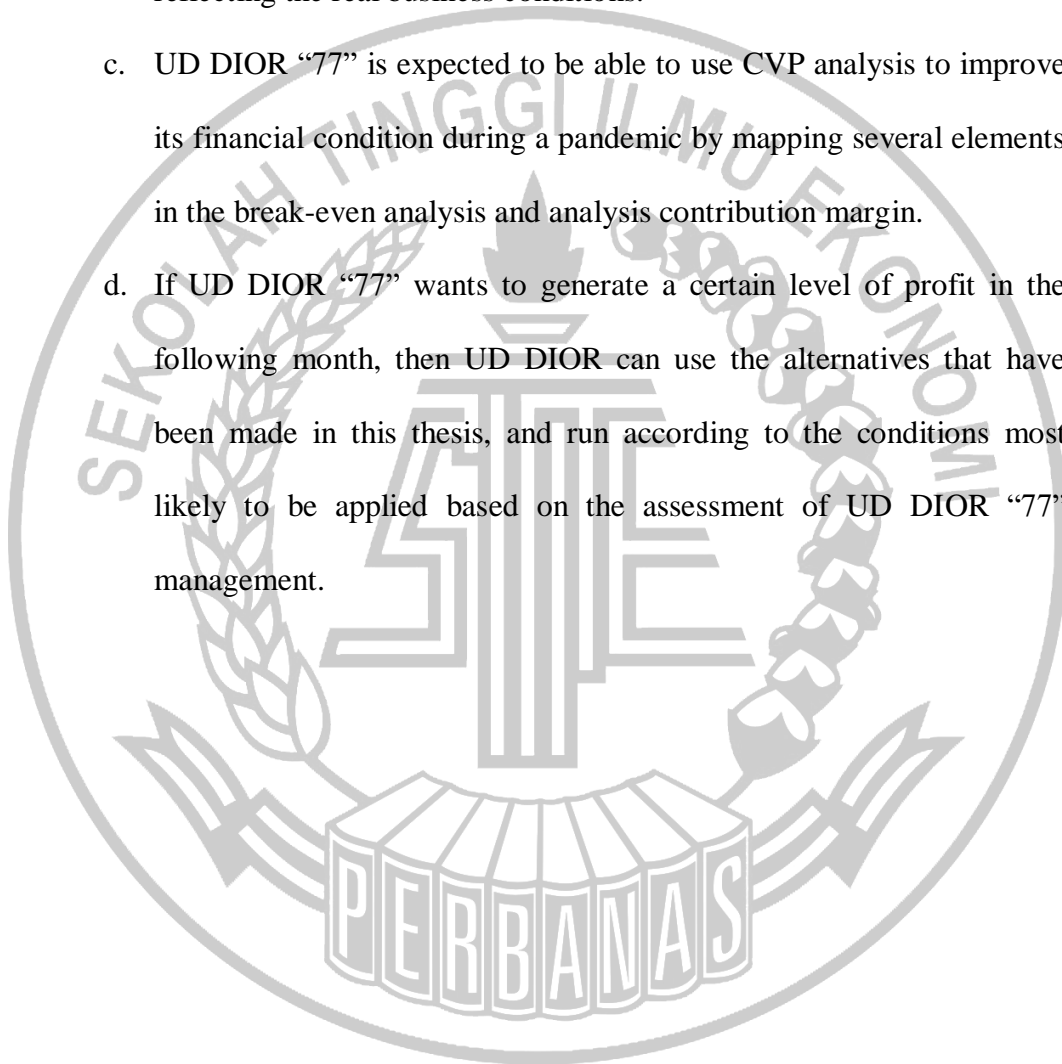 reflecting the real business conditions.
c. UD DIOR “77” is expected to be able to use CVP analysis to improve
its financial condition during a pandemic by mapping several elements
in the break-even analysis and analysis contribution margin.
d. If UD DIOR “77” wants to generate a certain level of profit in the
following month, then UD DIOR can use the alternatives that have
been made in this thesis, and run according to the conditions most
likely to be applied based on the assessment of UD DIOR “77”
management.
SEKOLAH TINGGI ILMU EKONOMI
PERBANAS